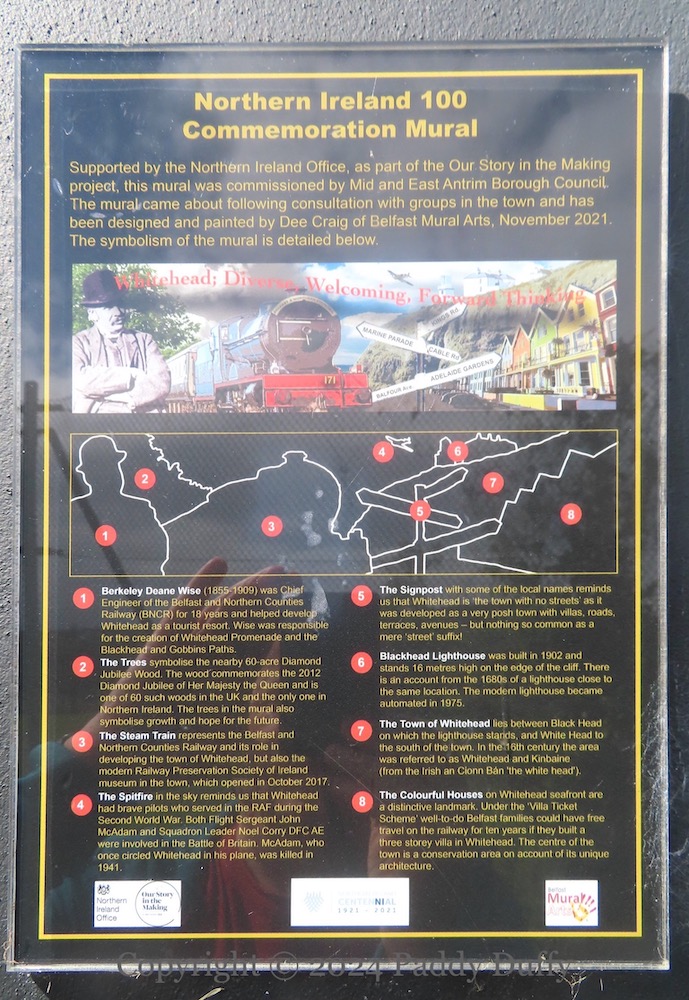 Northern Ireland 100
Commemoration Mural
Supported by the Northern Ireland Office, as part of the Our Story in the Making
project, this mural was commissioned by Mid and East Antrim Borough Council.
The mural came about following consultation with groups in the town and has
been designed and painted by Dee Craig of Belfast Mural Arts, November 2021.
The symbolism of the mural is detailed below.
Whitehead; Diverse, Welcoming, Forward Thinking
MARINE PARADE
CABLE Rd
ADELAIDE GARDENS
BALFOUR Ave
171
4
6
2
7
5
8
3
1
1 Berkeley Deane Wise (1855-1909) was Chief
Engineer of the Belfast and Northern Counties
Railway (BNCR) for 18 years and helped develop
Whitehead as a tourist resort. Wise was responsible
for the creation of Whitehead Promenade and the
Blackhead and Gobbins Paths.
2 The Trees symbolise the nearby 60-acre Diamond
Jubilee Wood. The wood commemorates the 2012
Diamond Jubilee of Her Majesty the Queen and is
one of 60 such woods in the UK and the only one in
Northern Ireland. The trees in the mural also
symbolise growth and hope for the future.
3 The Steam Train represents the Belfast and
Northern Counties Railway and its role in
developing the town of Whitehead, but also the
modern Railway Preservation Society of Ireland
museum in the town, which opened in October 2017.
4 The Spitfire in the sky reminds us that Whitehead
had brave pilots who served in the RAF during the
Second World War. Both Flight Sergeant John
McAdam and Squadron Leader Noel Corry DFC AE
were involved in the Battle of Britain. McAdam, who
once circled Whitehead in his plane, was killed in
1941.
5 The Signpost with some of the local names reminds
us that Whitehead is 'the town with no streets' as it
was developed as a very posh town with villas, roads,
terraces, avenues – but nothing so common as a
mere 'street' suffix!
6 Blackhead Lighthouse was built in 1902 and
stands 16 metres high on the edge of the cliff. There
is an account from the 1680s of a lighthouse close to
the same location. The modern lighthouse became
automated in 1975.
7 The Town of Whitehead lies between Black Head
on which the lighthouse stands, and White Head to
the south of the town. In the 16th century the area
was referred to as Whitehead and Kinbaine
(from the Irish an Cionn Bán 'the white head').
8 The Colourful Houses on Whitehead seafront are
a distinctive landmark. Under the 'Villa Ticket
Scheme' well-to-do Belfast families could have free
travel on the railway for ten years if they built a
three storey villa in Whitehead. The centre of the
town is a conservation area on account of its unique
architecture.
Northern
Ireland
Office
Our Story
in the
Making
CENTENNIAL
1921 - 2021
Belfast
Mural
Arts
Copyright © 2024 Paddy Duffy